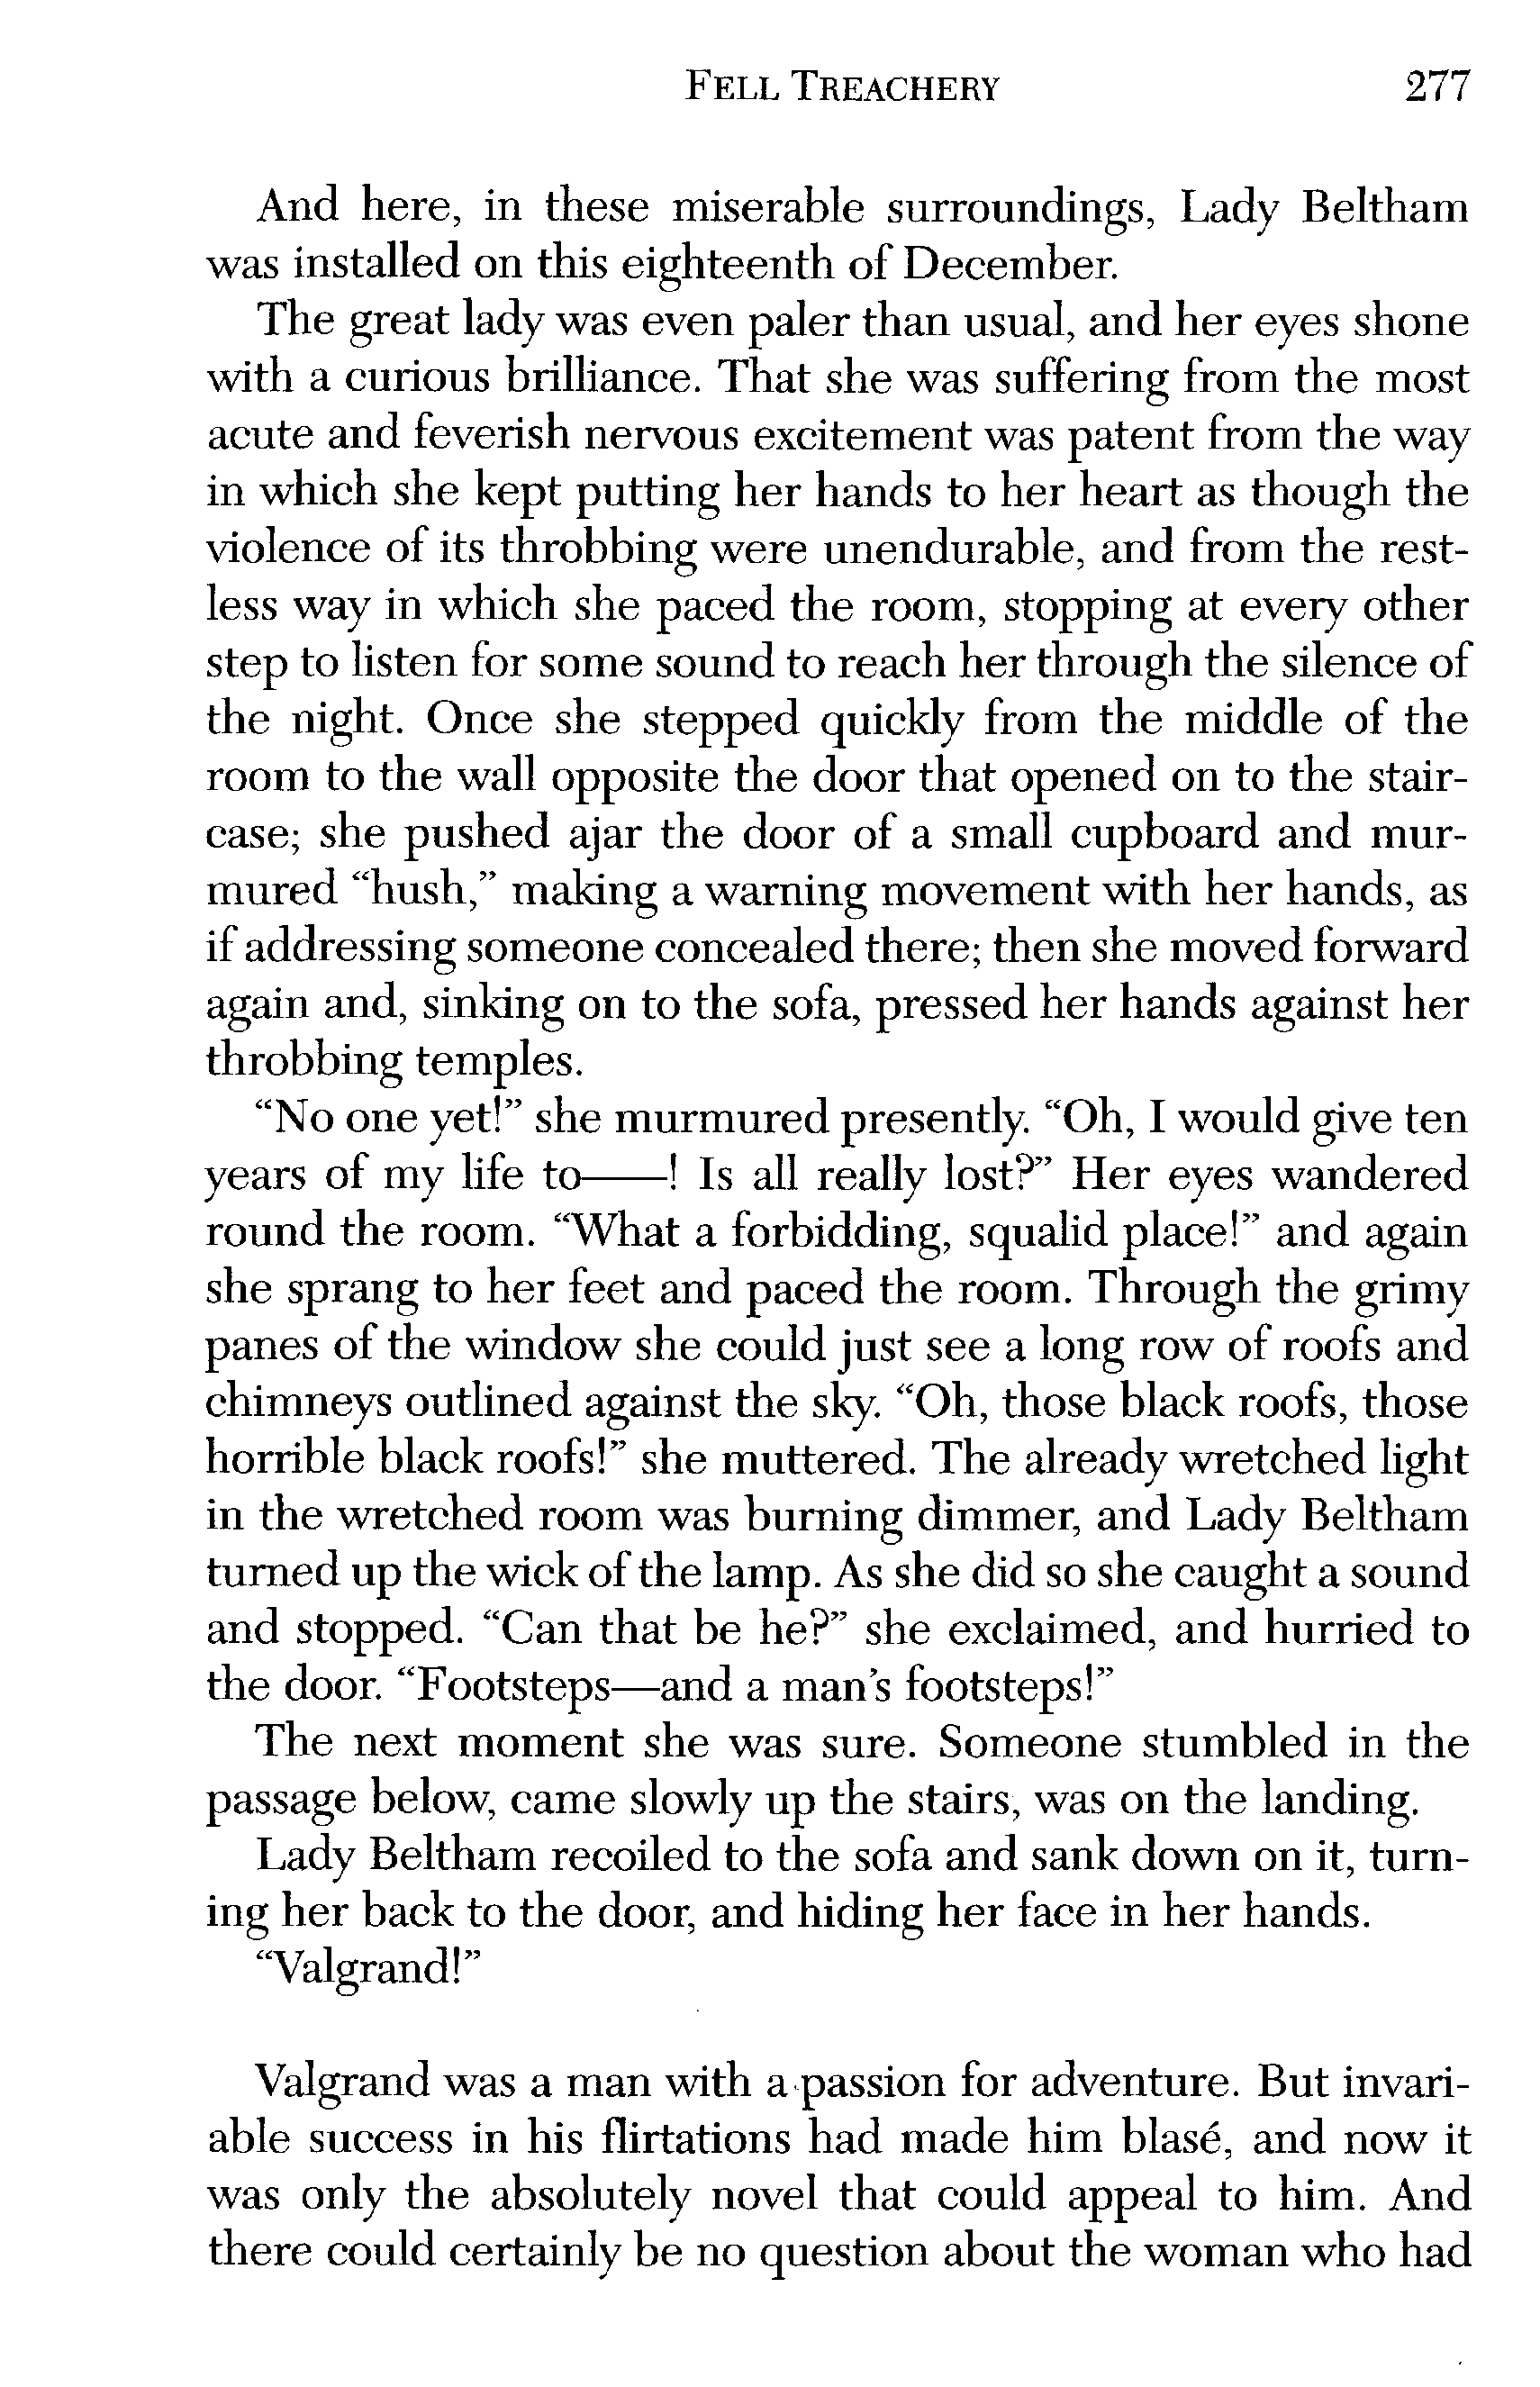 FELL TREACHERY 277
And here, in these miserable surroundings, Lady Beltham
was installed on this eighteenth of December.
The great lady was even paler than usual, and her eyes shone
with a curious brilliance. That she was suffering from the most
acute and feverish nervous excitement was patent from the way
in which she kept putting her hands to her heart as though the
violence of its throbbing were unendurable, and from the rest-
less way in which she paced the room, stopping at every other
step to listen for some sound to reach her through the silence of
the night. Once she stepped quickly from the middle of the
room to the wall opposite the door that opened on to the stair-
case; she pushed ajar the door of a small cupboard and mur-
mured “hush,” making a warning movement with her hands, as
if addressing someone concealed there; then she moved forward
again and, sinking on to the sofa, pressed her hands against her
throbbing temples.
“No one yet!” she murmured presently. “Oh, I would give ten
years of my life to——! Is all really lost?” Her eyes wandered
round the room. “What a forbidding, squalid place!” and again
she sprang to her feet and paced the room. Through the grimy
panes of the window she could just see a long row of roofs and
chimneys outlined against the sky. “Oh, those black roofs, those
horrible black roofs!” she muttered. The already wretched light
in the wretched room was burning dimmer, and Lady Beltham
turned up the wick of the lamp. As she did so she caught a sound
and stopped. “Can that be he?” she exclaimed, and hurried to
the door. “Footsteps—and a man’s footsteps!”
The next moment she was sure. Someone stumbled in the
passage below, came slowly up the stairs, was on the landing.
Lady Beltham recoiled to the sofa and sank down on it, turn-
ing her back to the door, and hiding her face in her hands.
“Valgrand!”
Valgrand was a man with a passion for adventure. But invari-
able success in his flirtations had made him blasé, and now it
was only the absolutely novel that could appeal to him. And
there could certainly be no question about the woman who had